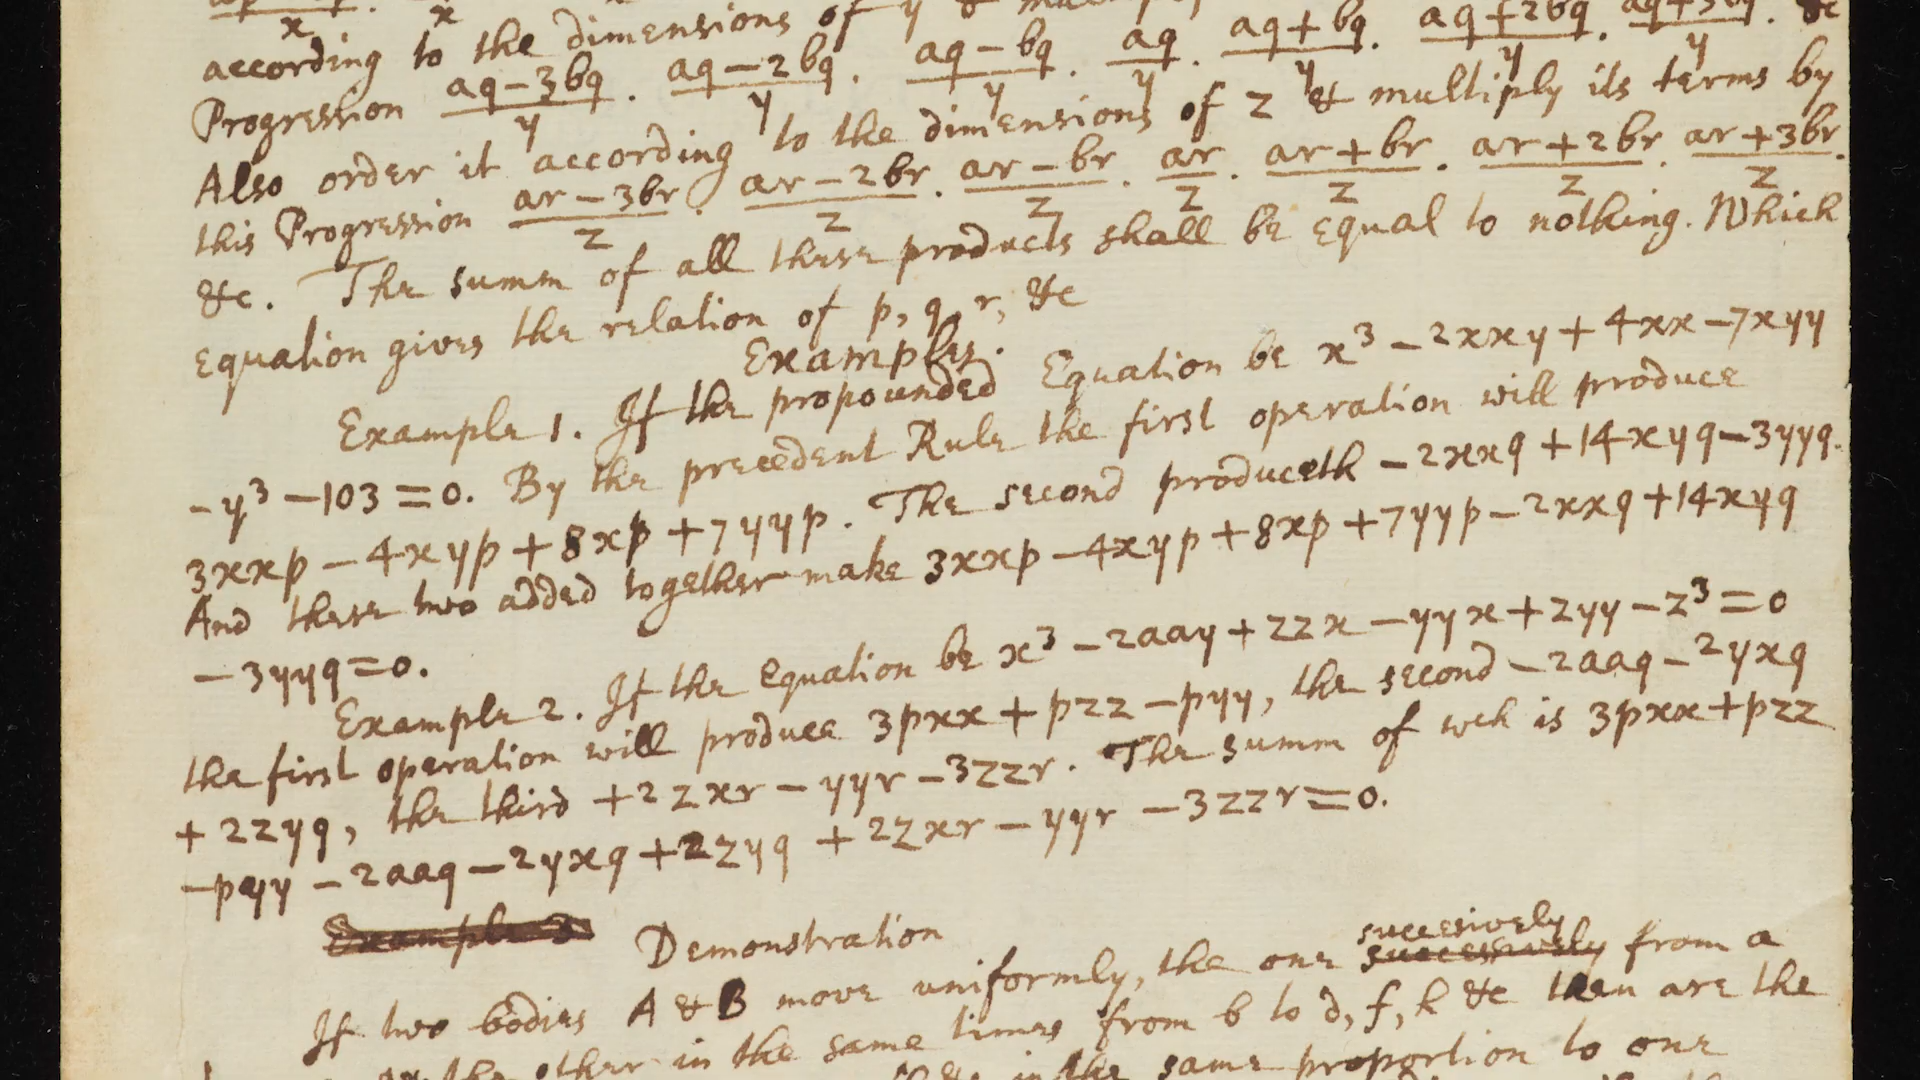 according to the dimensions of y &
Progression aq−3bq/y . aq−2bq/y . aq−bq/y . aq/y . aq+bq/y . aq+2bq/y . aq+3bq/y . &c
Also order it according to the dimensions of z & multiply its terms by
this Progression ar−3br/z . ar−2br/z . ar−br/z . ar/z . ar+br/z . ar+2br/z . ar+3br/z .
&c. The summ of all these products shall be equal to nothing. Which
Equation gives the relation of p, q, r, &c
Examples.
Example 1. If the propounded Equation be x³ − 2xxy + 4xx − 7xyy
− y³ − 103 = 0. By the precedent Rule the first operation will produce
3xxp − 4xyp + 8xp + 7yyp. The second produceth − 2xxq + 14xyq − 3yyq.
And these two added together make 3xxp − 4xyp + 8xp + 7yyp − 2xxq + 14xyq
− 3yyq = 0.
Example 2. If the Equation be x³ − 2aay + zzx − yyx + zyy − z³ = 0
the first operation will produce 3pxx + pzz − pyy, the second − 2aaq − 2yxq
+ 2zyq, the third + 2zxr − yyr − 3zzr. The summ of wch is 3pxx + pzz
− pyy − 2aaq − 2yxq + 2zyq + 2zxr − yyr − 3zzr = 0.
Example 3 Demonstration
succesively
If two bodies A & B move uniformly, the one successively from a
the other in the same times from b to d, f, h &c then are the
in the same proportion to one